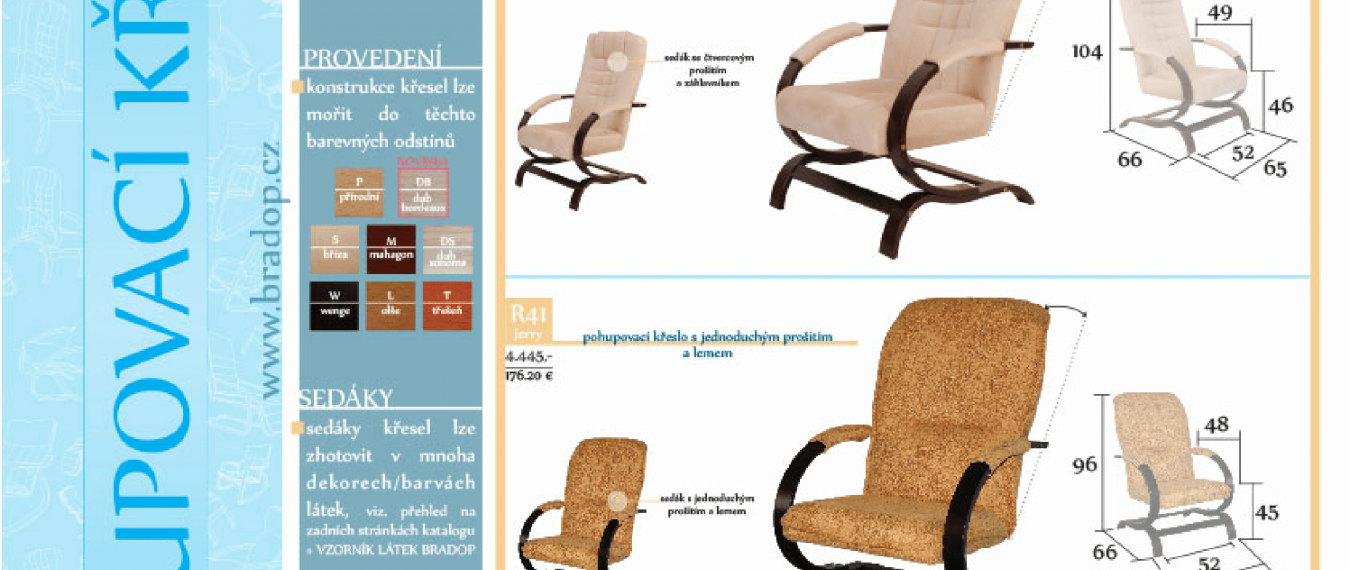 UPOVACÍ KŘ
www.bradop.cz
PROVEDENÍ
konstrukce křesel lze
mořit do těchto
barevných odstínů
P
přírodní
DB
dub
bordeaux
S
bříza
M
mahagon
DS
dub
sonoma
W
wenge
L
olše
T
třešeň
SEDÁKY
sedáky křesel lze
zhotovit v mnoha
dekorech/barvách
látek, viz. přehled na
zadních stránkách katalogu
+ VZORNÍK LÁTEK BRADOP
sedák se čtvercovým
prošitím
a záhlavníkem
49
104
46
66
52
65
R41
Jerry
4.445,-
176.20 €
pohupovací křeslo s jednoduchým prošitím
a lemem
sedák s jednoduchým
prošitím a lemem
48
96
45
66
52